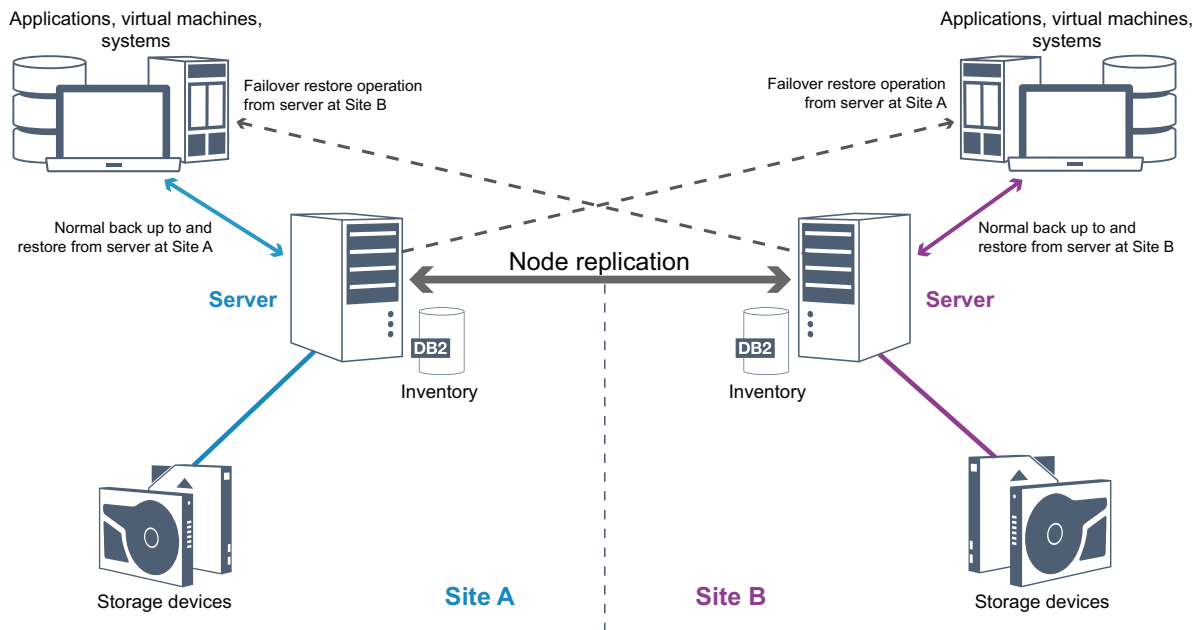 Applications, virtual machines,
systems
Failover restore operation
from server at Site B
Normal back up to and
restore from server at Site A
Server
DB2
Inventory
Storage devices
Site A
Node replication
Applications, virtual machines,
systems
Failover restore operation
from server at Site A
Normal back up to and
restore from server at Site B
Server
DB2
Inventory
Storage devices
Site B